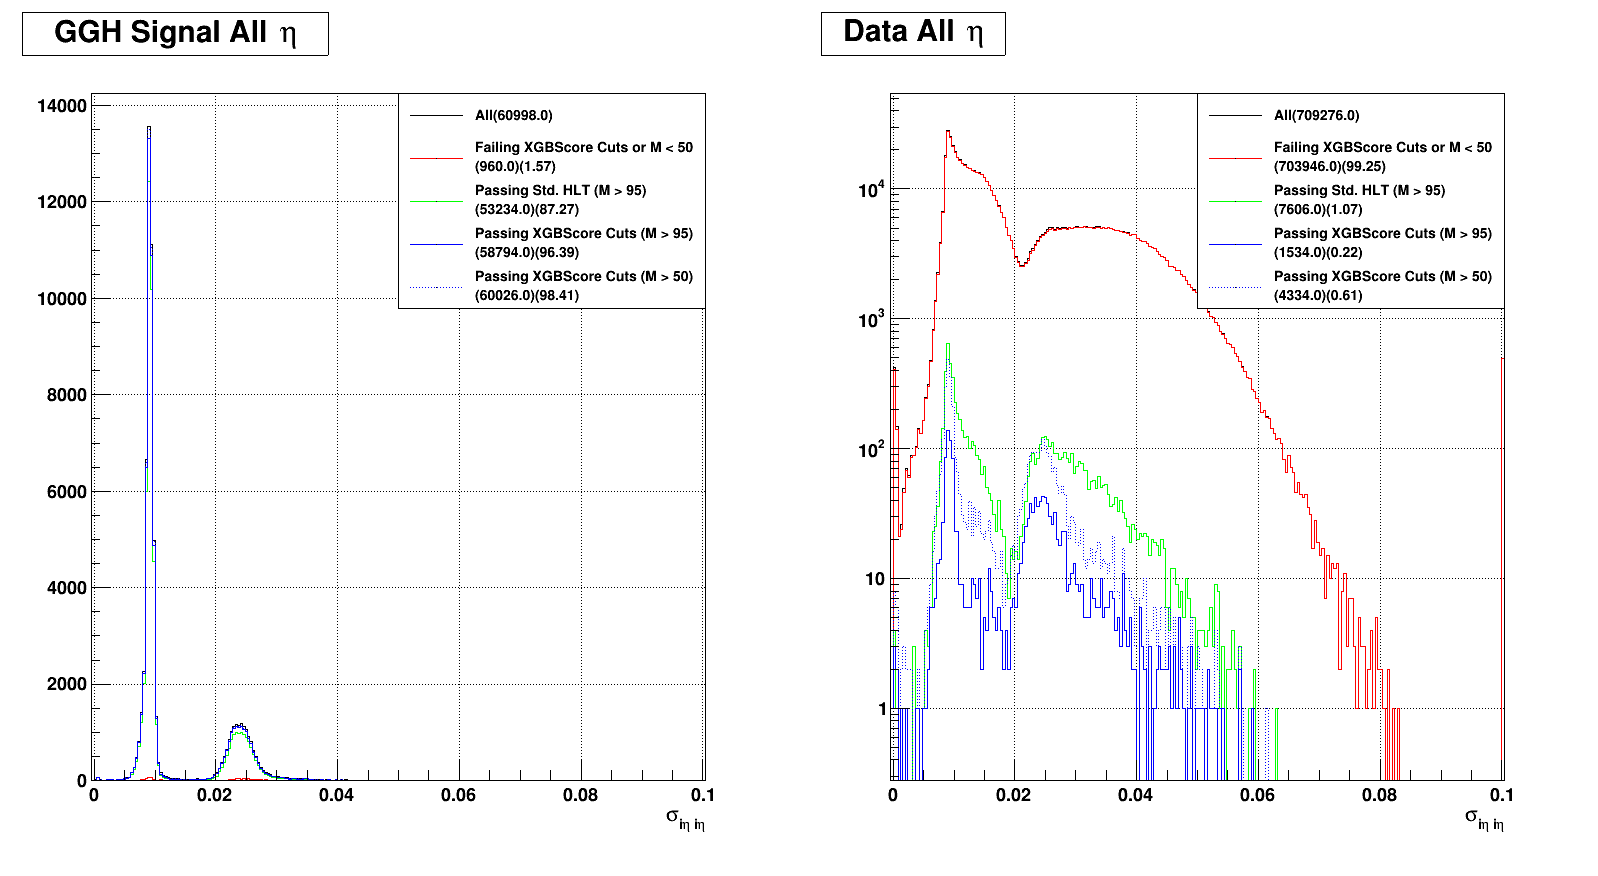 GGH Signal All η
14000
12000
10000
8000
6000
4000
2000
0
0
0.02
0.04
0.06
0.08
0.1
σiη iη
All(60998.0)
Failing XGBScore Cuts or M < 50
(960.0)(1.57)
Passing Std. HLT (M > 95)
(53234.0)(87.27)
Passing XGBScore Cuts (M > 95)
(58794.0)(96.39)
Passing XGBScore Cuts (M > 50)
(60026.0)(98.41)
Data All η
10⁴
10³
10²
10
1
0
0.02
0.04
0.06
0.08
0.1
σiη iη
All(709276.0)
Failing XGBScore Cuts or M < 50
(703946.0)(99.25)
Passing Std. HLT (M > 95)
(7606.0)(1.07)
Passing XGBScore Cuts (M > 95)
(1534.0)(0.22)
Passing XGBScore Cuts (M > 50)
(4334.0)(0.61)